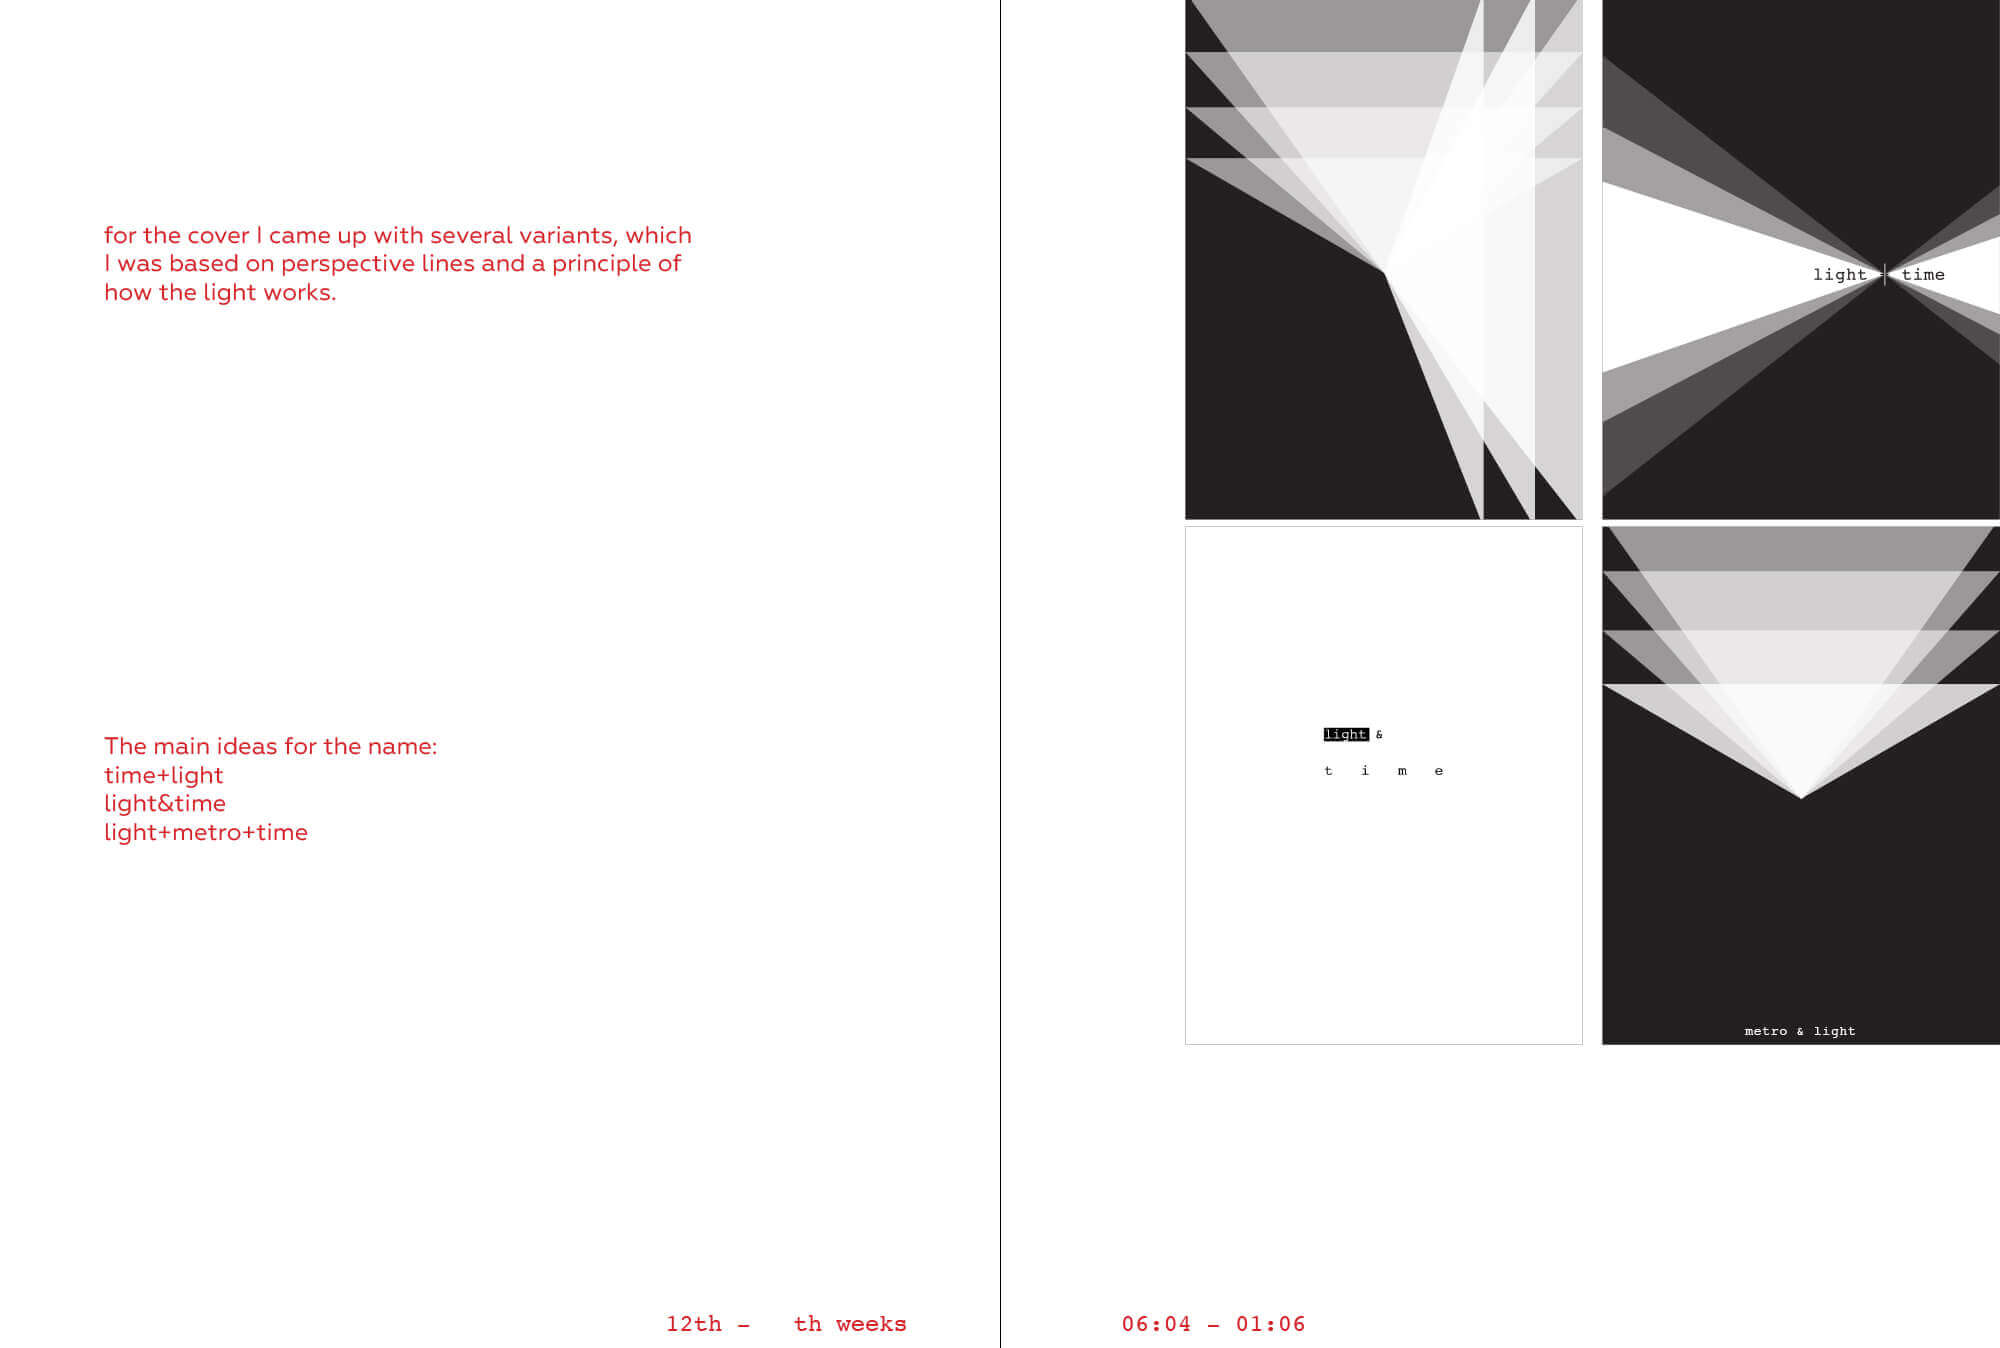 for the cover I came up with several variants, which
I was based on perspective lines and a principle of
how the light works.
The main ideas for the name:
time+light
light&time
light+metro+time
12th – th weeks
light + time
light &
t i m e
metro & light
06:04 – 01:06